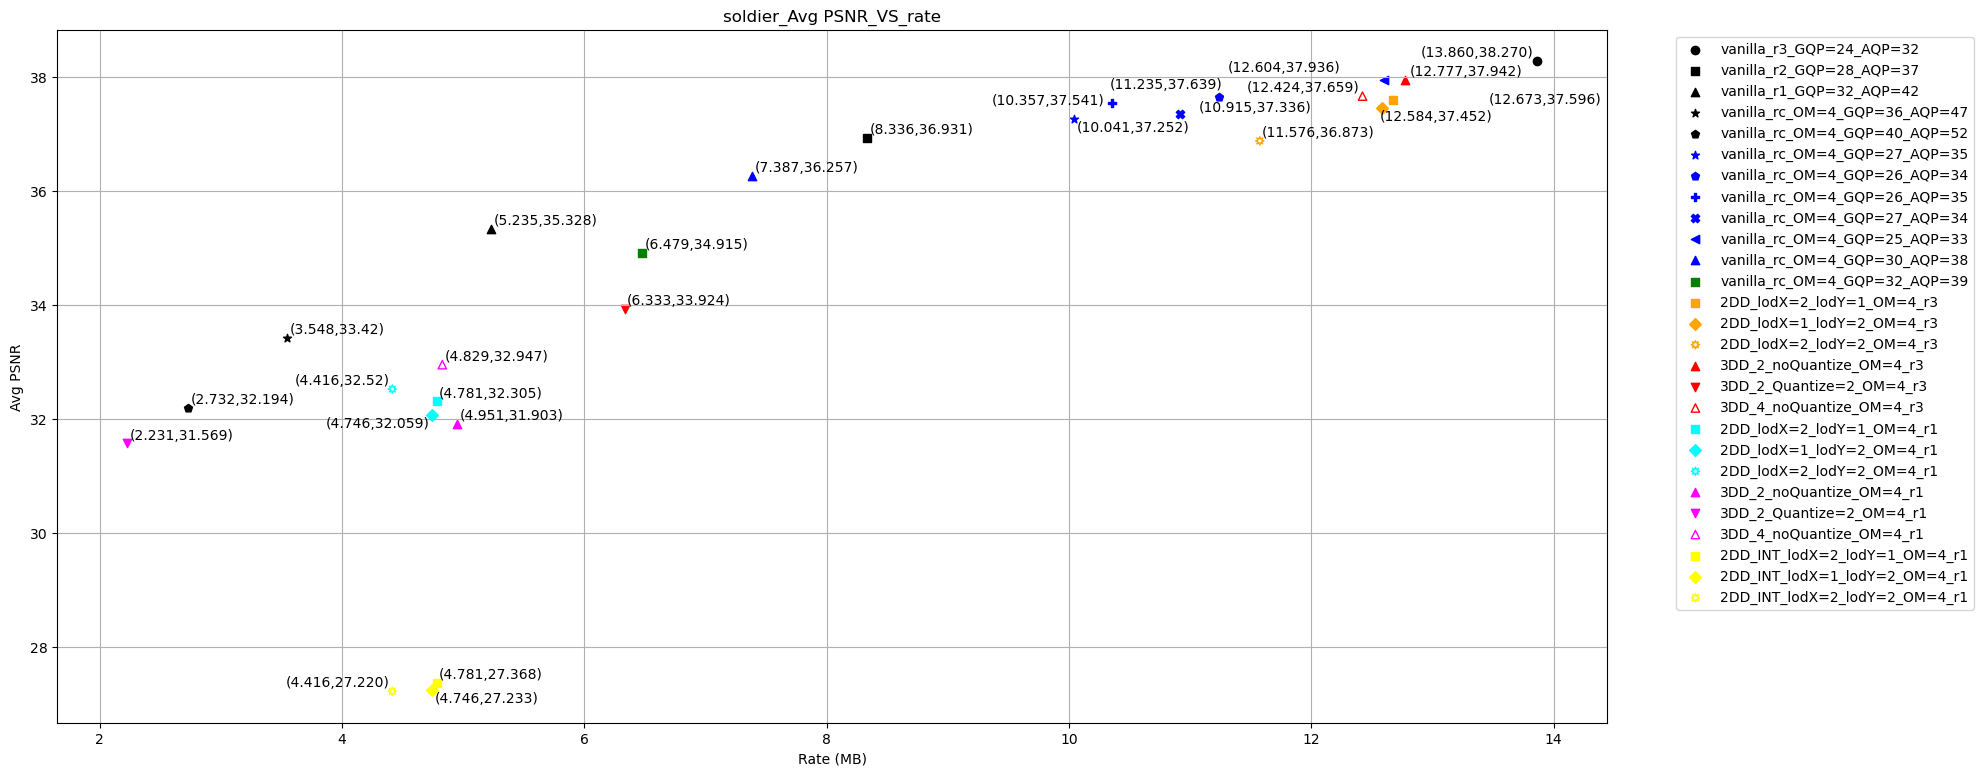 soldier_Avg PSNR_VS_rate
Avg PSNR
38
36
34
32
30
28
(13.860,38.270)
(12.604,37.936)
(12.777,37.942)
(11.235,37.639)
(12.424,37.659)
(10.357,37.541)
(12.673,37.596)
(10.915,37.336)
(12.584,37.452)
(10.041,37.252)
(11.576,36.873)
(8.336,36.931)
(7.387,36.257)
(5.235,35.328)
(6.479,34.915)
(6.333,33.924)
(3.548,33.42)
(4.829,32.947)
(4.416,32.52)
(4.781,32.305)
(2.732,32.194)
(4.746,32.059)
(4.951,31.903)
(2.231,31.569)
(4.781,27.368)
(4.416,27.220)
(4.746,27.233)
2
4
6
8
10
12
14
Rate (MB)
vanilla_r3_GQP=24_AQP=32
vanilla_r2_GQP=28_AQP=37
vanilla_r1_GQP=32_AQP=42
vanilla_rc_OM=4_GQP=36_AQP=47
vanilla_rc_OM=4_GQP=40_AQP=52
vanilla_rc_OM=4_GQP=27_AQP=35
vanilla_rc_OM=4_GQP=26_AQP=34
vanilla_rc_OM=4_GQP=26_AQP=35
vanilla_rc_OM=4_GQP=27_AQP=34
vanilla_rc_OM=4_GQP=25_AQP=33
vanilla_rc_OM=4_GQP=30_AQP=38
vanilla_rc_OM=4_GQP=32_AQP=39
2DD_lodX=2_lodY=1_OM=4_r3
2DD_lodX=1_lodY=2_OM=4_r3
2DD_lodX=2_lodY=2_OM=4_r3
3DD_2_noQuantize_OM=4_r3
3DD_2_Quantize=2_OM=4_r3
3DD_4_noQuantize_OM=4_r3
2DD_lodX=2_lodY=1_OM=4_r1
2DD_lodX=1_lodY=2_OM=4_r1
2DD_lodX=2_lodY=2_OM=4_r1
3DD_2_noQuantize_OM=4_r1
3DD_2_Quantize=2_OM=4_r1
3DD_4_noQuantize_OM=4_r1
2DD_INT_lodX=2_lodY=1_OM=4_r1
2DD_INT_lodX=1_lodY=2_OM=4_r1
2DD_INT_lodX=2_lodY=2_OM=4_r1